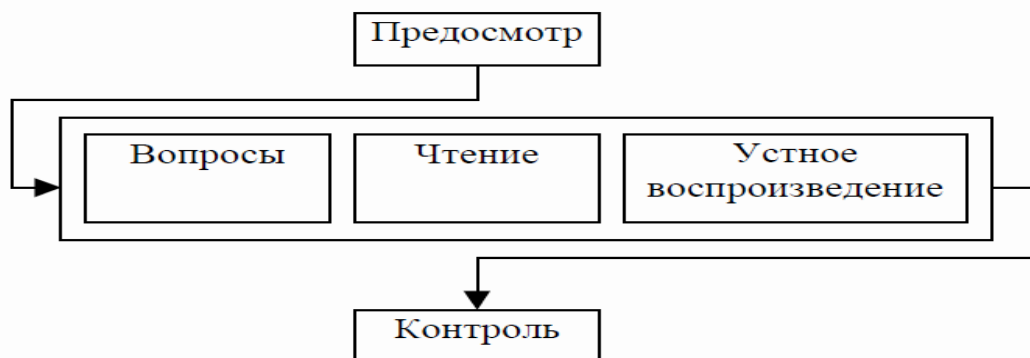 Предосмотр
Вопросы
Чтение
Устное
воспроизведение
Контроль